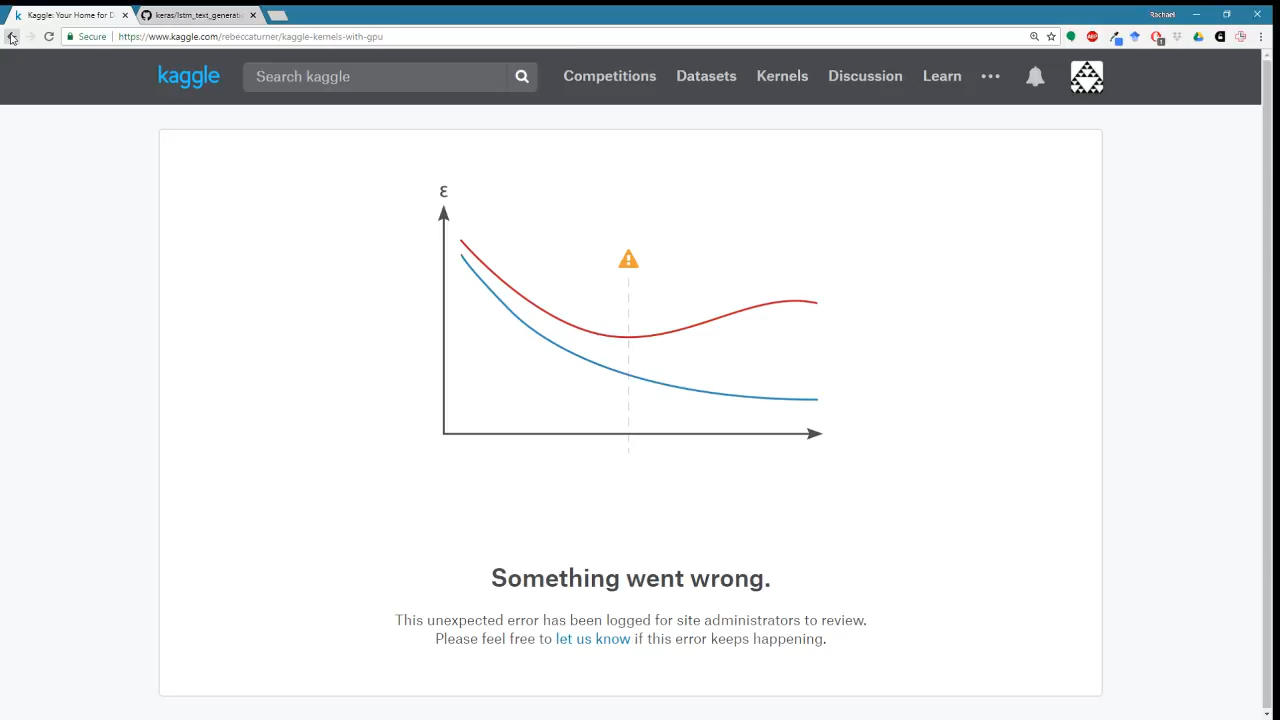 Kaggle: Your Home for D
keras/lstm_text_generati
Rachael
Secure
https://www.kaggle.com/rebeccaturner/kaggle-kernels-with-gpu
ABP
1
kaggle
Search kaggle
Competitions
Datasets
Kernels
Discussion
Learn
ε
Something went wrong.
This unexpected error has been logged for site administrators to review.
Please feel free to let us know if this error keeps happening.